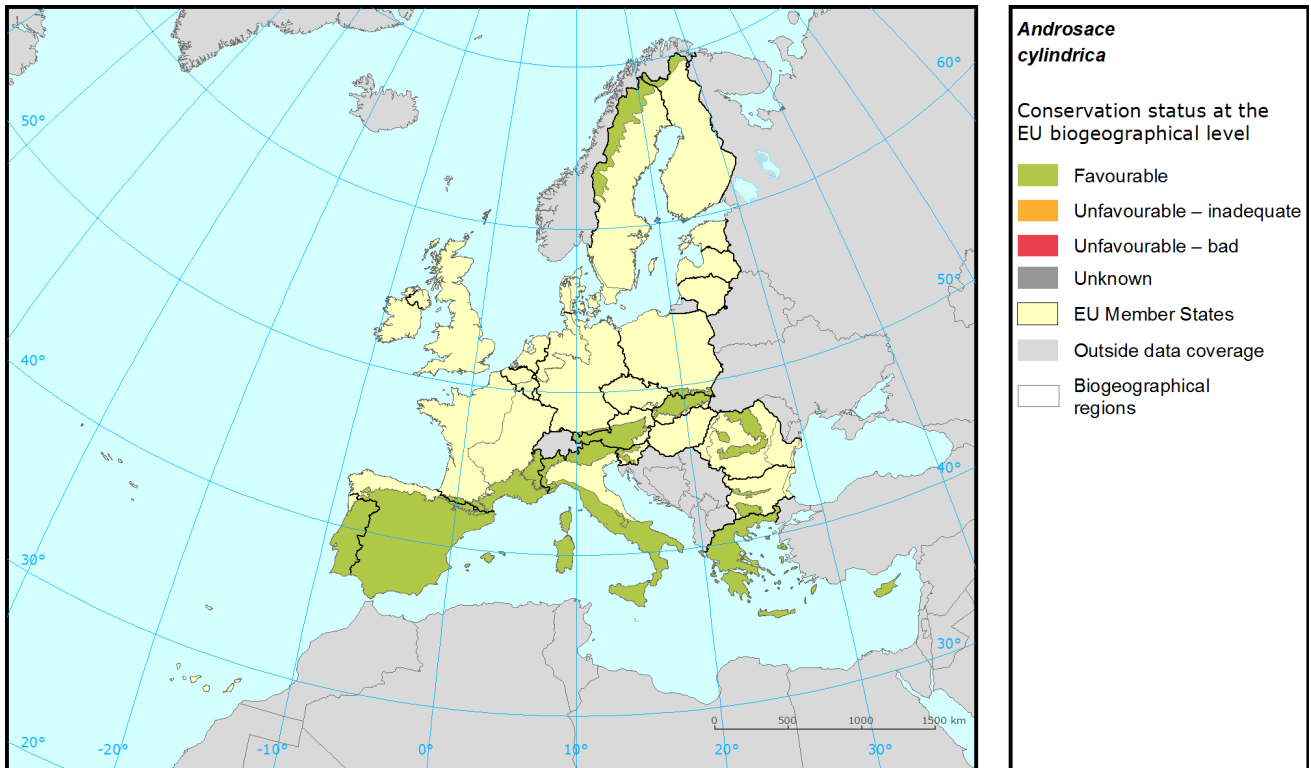 60°
50°
50°
40°
40°
30°
30°
20°
-20°
-10°
0°
10°
20°
30°
0 500 1000 1500 km
Androsace
cylindrica
Conservation status at the
EU biogeographical level
Favourable
Unfavourable – inadequate
Unfavourable – bad
Unknown
EU Member States
Outside data coverage
Biogeographical
regions